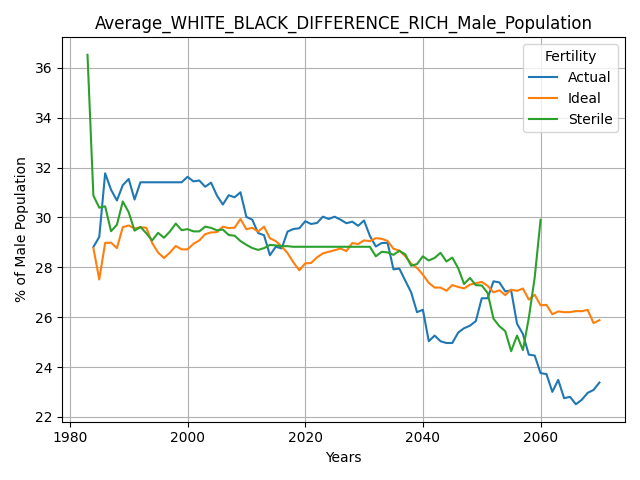 Average_WHITE_BLACK_DIFFERENCE_RICH_Male_Population
Fertility
Actual
Ideal
Sterile
% of Male Population
36
34
32
30
28
26
24
22
1980
2000
2020
2040
2060
Years